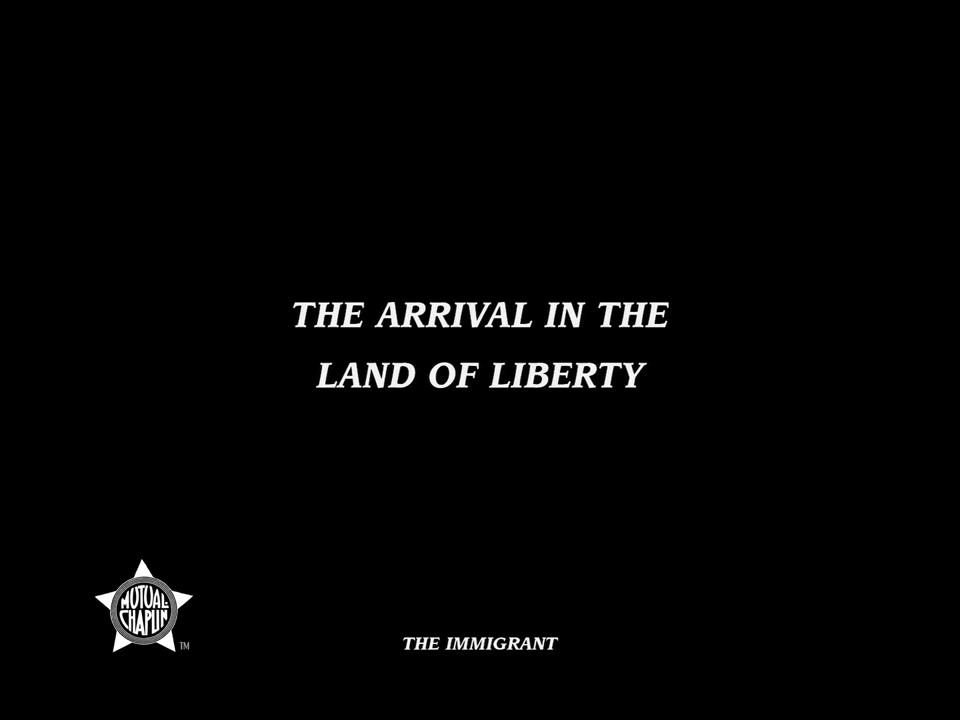 THE ARRIVAL IN THE
LAND OF LIBERTY
MUTUAL-
CHAPLIN
TM
THE IMMIGRANT